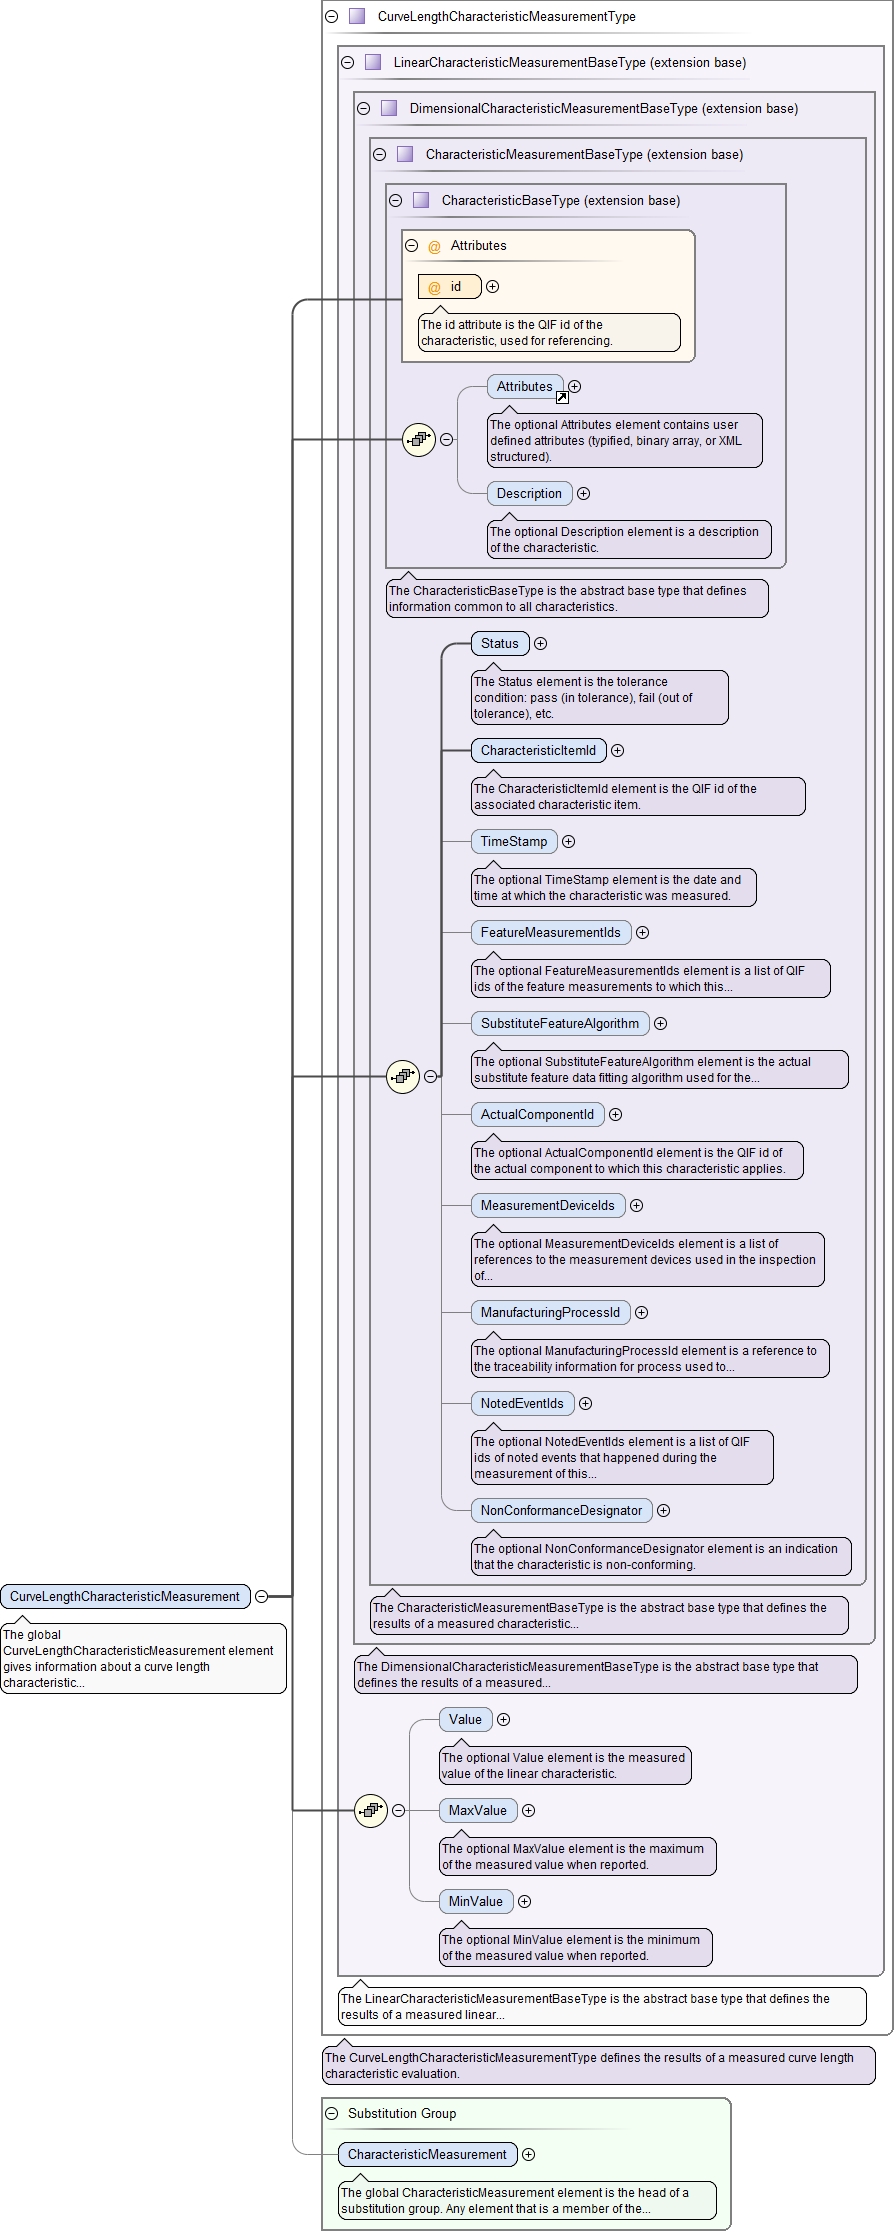 CurveLengthCharacteristicMeasurementType
LinearCharacteristicMeasurementBaseType (extension base)
DimensionalCharacteristicMeasurementBaseType (extension base)
CharacteristicMeasurementBaseType (extension base)
CharacteristicBaseType (extension base)
@ Attributes
@ id
The id attribute is the QIF id of the
characteristic, used for referencing.
Attributes
The optional Attributes element contains user
defined attributes (typified, binary array, or XML
structured).
Description
The optional Description element is a description
of the characteristic.
The CharacteristicBaseType is the abstract base type that defines
information common to all characteristics.
Status
The Status element is the tolerance
condition: pass (in tolerance), fail (out of
tolerance), etc.
CharacteristicItemId
The CharacteristicItemId element is the QIF id of the
associated characteristic item.
TimeStamp
The optional TimeStamp element is the date and
time at which the characteristic was measured.
FeatureMeasurementIds
The optional FeatureMeasurementIds element is a list of QIF
ids of the feature measurements to which this...
SubstituteFeatureAlgorithm
The optional SubstituteFeatureAlgorithm element is the actual
substitute feature data fitting algorithm used for the...
ActualComponentId
The optional ActualComponentId element is the QIF id of
the actual component to which this characteristic applies.
MeasurementDeviceIds
The optional MeasurementDeviceIds element is a list of
references to the measurement devices used in the inspection
of...
ManufacturingProcessId
The optional ManufacturingProcessId element is a reference to
the traceability information for process used to...
NotedEventIds
The optional NotedEventIds element is a list of QIF
ids of noted events that happened during the
measurement of this...
NonConformanceDesignator
The optional NonConformanceDesignator element is an indication
that the characteristic is non-conforming.
CurveLengthCharacteristicMeasurement
The global
CurveLengthCharacteristicMeasurement element
gives information about a curve length
characteristic...
The CharacteristicMeasurementBaseType is the abstract base type that defines the
results of a measured characteristic...
The DimensionalCharacteristicMeasurementBaseType is the abstract base type that
defines the results of a measured...
Value
The optional Value element is the measured
value of the linear characteristic.
MaxValue
The optional MaxValue element is the maximum
of the measured value when reported.
MinValue
The optional MinValue element is the minimum
of the measured value when reported.
The LinearCharacteristicMeasurementBaseType is the abstract base type that defines the
results of a measured linear...
The CurveLengthCharacteristicMeasurementType defines the results of a measured curve length
characteristic evaluation.
Substitution Group
CharacteristicMeasurement
The global CharacteristicMeasurement element is the head of a
substitution group. Any element that is a member of the...